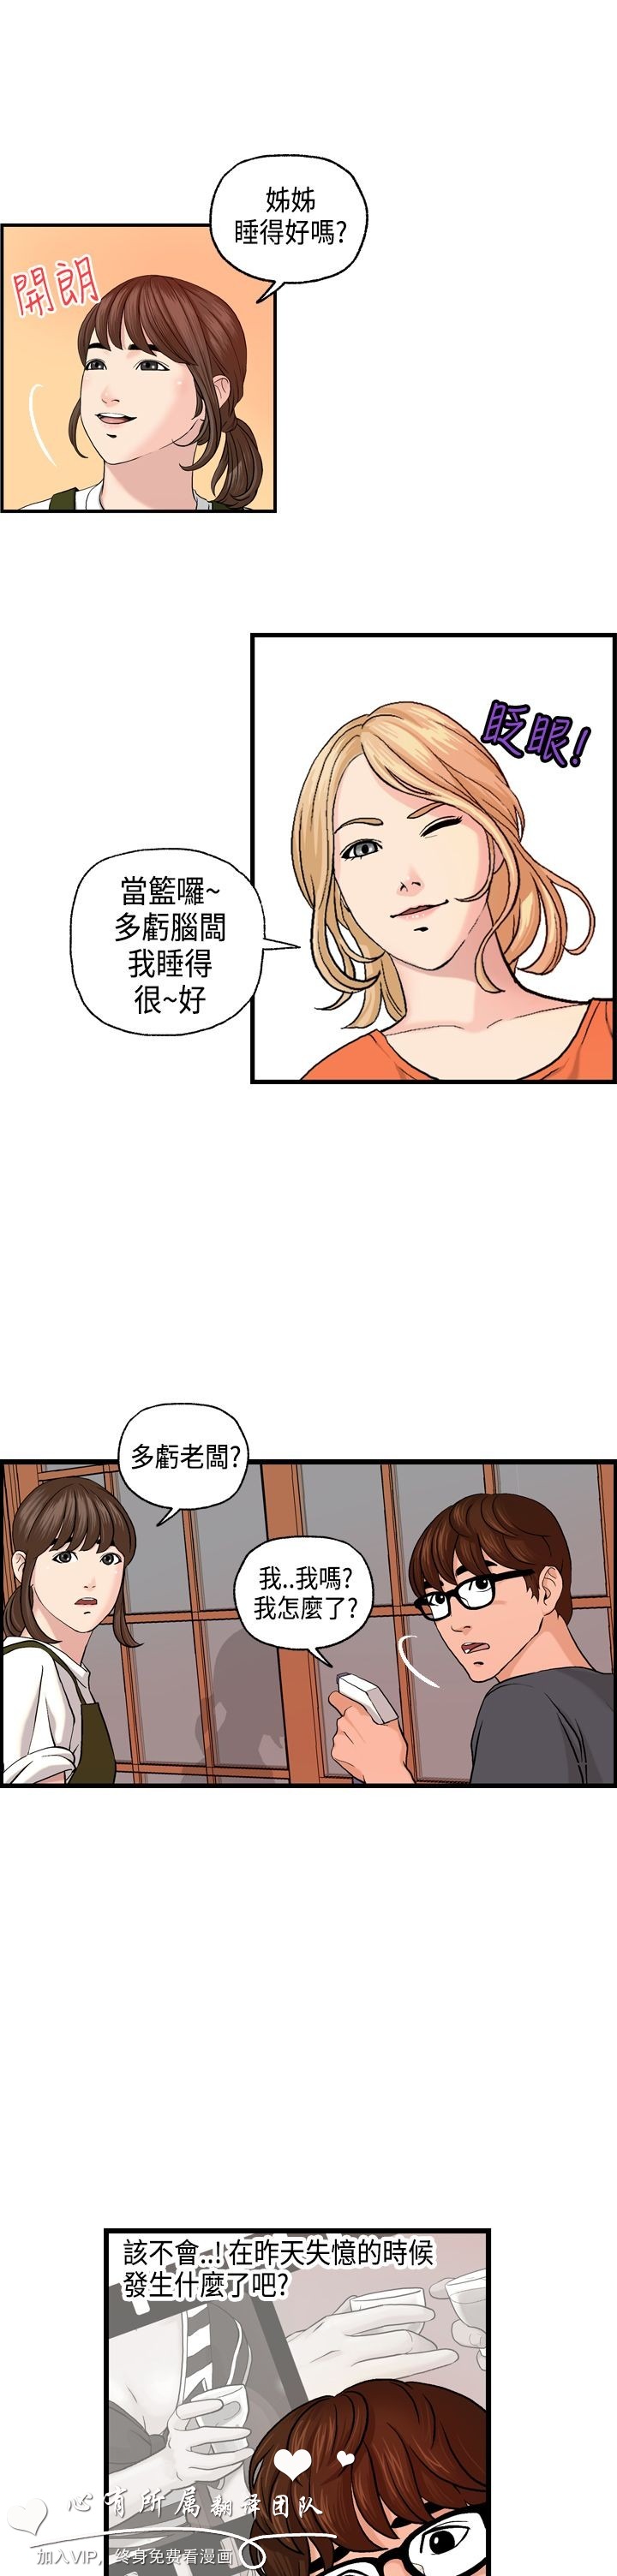 姊姊
睡得好嗎?
開朗
眨眼!
當籃囉~
多虧腦闆
我睡得
很~好
多虧老闆?
我..我嗎?
我怎麼了?
該不會..! 在昨天失憶的時候
發生什麼了吧?
心有所属翻译团队
加入VIP，终身免费看漫画